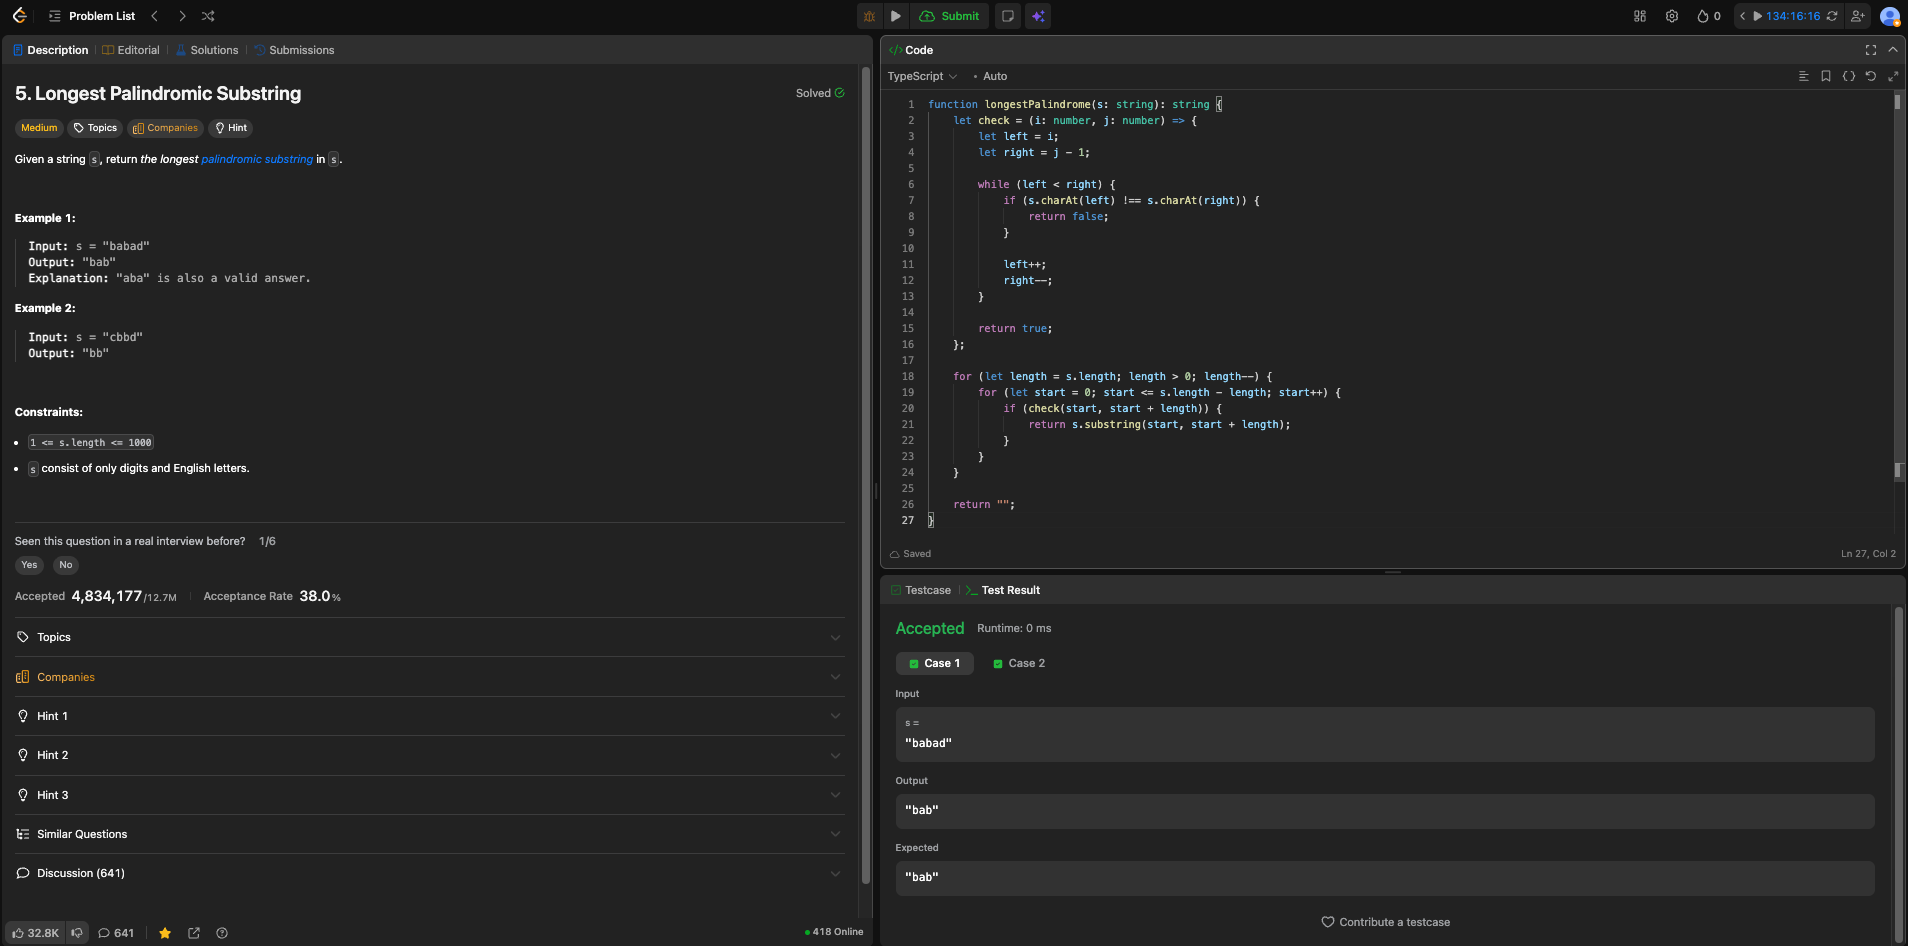 Problem List
Submit
0
134:16:16
Description
Editorial
Solutions
Submissions
5. Longest Palindromic Substring
Solved
Medium
Topics
Companies
Hint
Given a string s, return the longest palindromic substring in s.
Example 1:
Input: s = "babad"
Output: "bab"
Explanation: "aba" is also a valid answer.
Example 2:
Input: s = "cbbd"
Output: "bb"
Constraints:
1 <= s.length <= 1000
s consist of only digits and English letters.
Seen this question in a real interview before? 1/6
Yes
No
Accepted 4,834,177/12.7M
Acceptance Rate 38.0%
Topics
Companies
Hint 1
Hint 2
Hint 3
Similar Questions
Discussion (641)
32.8K
641
418 Online
</> Code
TypeScript
• Auto
1 function longestPalindrome(s: string): string {
2 let check = (i: number, j: number) => {
3 let left = i;
4 let right = j - 1;
5
6 while (left < right) {
7 if (s.charAt(left) !== s.charAt(right)) {
8 return false;
9 }
10
11 left++;
12 right--;
13 }
14
15 return true;
16 };
17
18 for (let length = s.length; length > 0; length--) {
19 for (let start = 0; start <= s.length - length; start++) {
20 if (check(start, start + length)) {
21 return s.substring(start, start + length);
22 }
23 }
24 }
25
26 return "";
27 }
Saved
Ln 27, Col 2
Testcase
>_ Test Result
Accepted
Runtime: 0 ms
Case 1
Case 2
Input
s =
"babad"
Output
"bab"
Expected
"bab"
Contribute a testcase